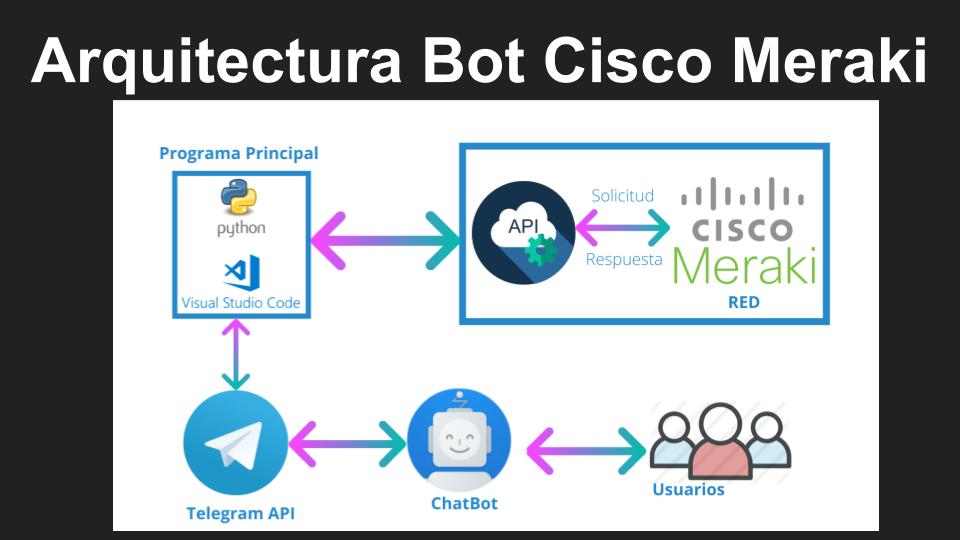 Arquitectura Bot Cisco Meraki
Programa Principal
python
Visual Studio Code
API
Solicitud
Respuesta
CISCO
Meraki
RED
Telegram API
ChatBot
Usuarios